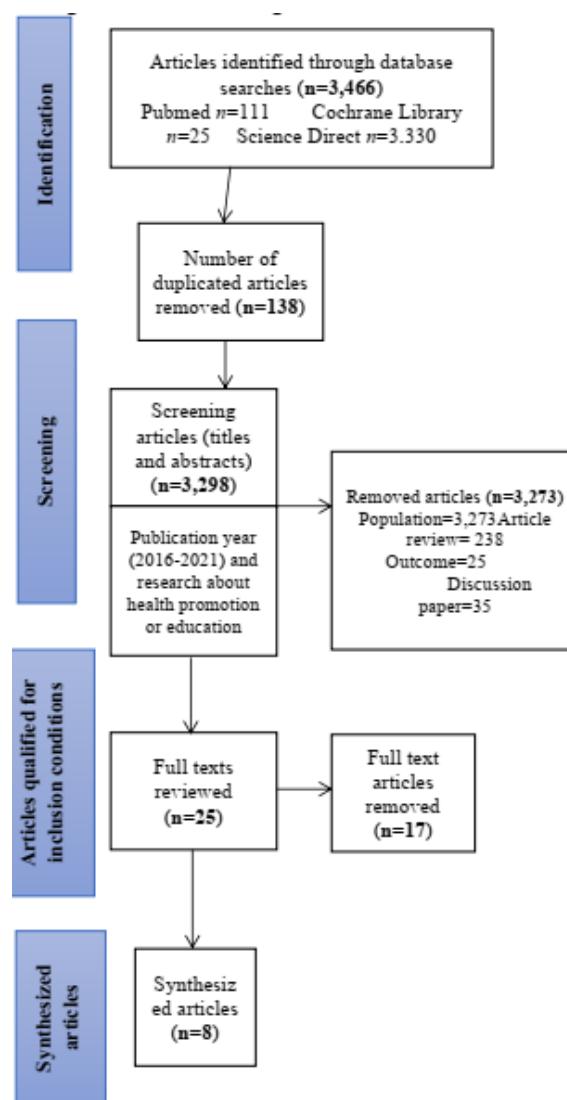 Identification
Articles identified through database
searches (n=3,466)
Pubmed n=111 Cochrane Library
n=25 Science Direct n=3.330
Number of
duplicated articles
removed (n=138)
Screening
Screening
articles (titles
and abstracts)
(n=3,298)
Publication year
(2016-2021) and
research about
health promotion
or education
Removed articles (n=3,273)
Population=3,273Article
review= 238
Outcome=25
Discussion
paper=35
Articles qualified for
inclusion conditions
Full texts
reviewed
(n=25)
Full text
articles
removed
(n=17)
Synthesized
articles
Synthesiz
ed articles
(n=8)